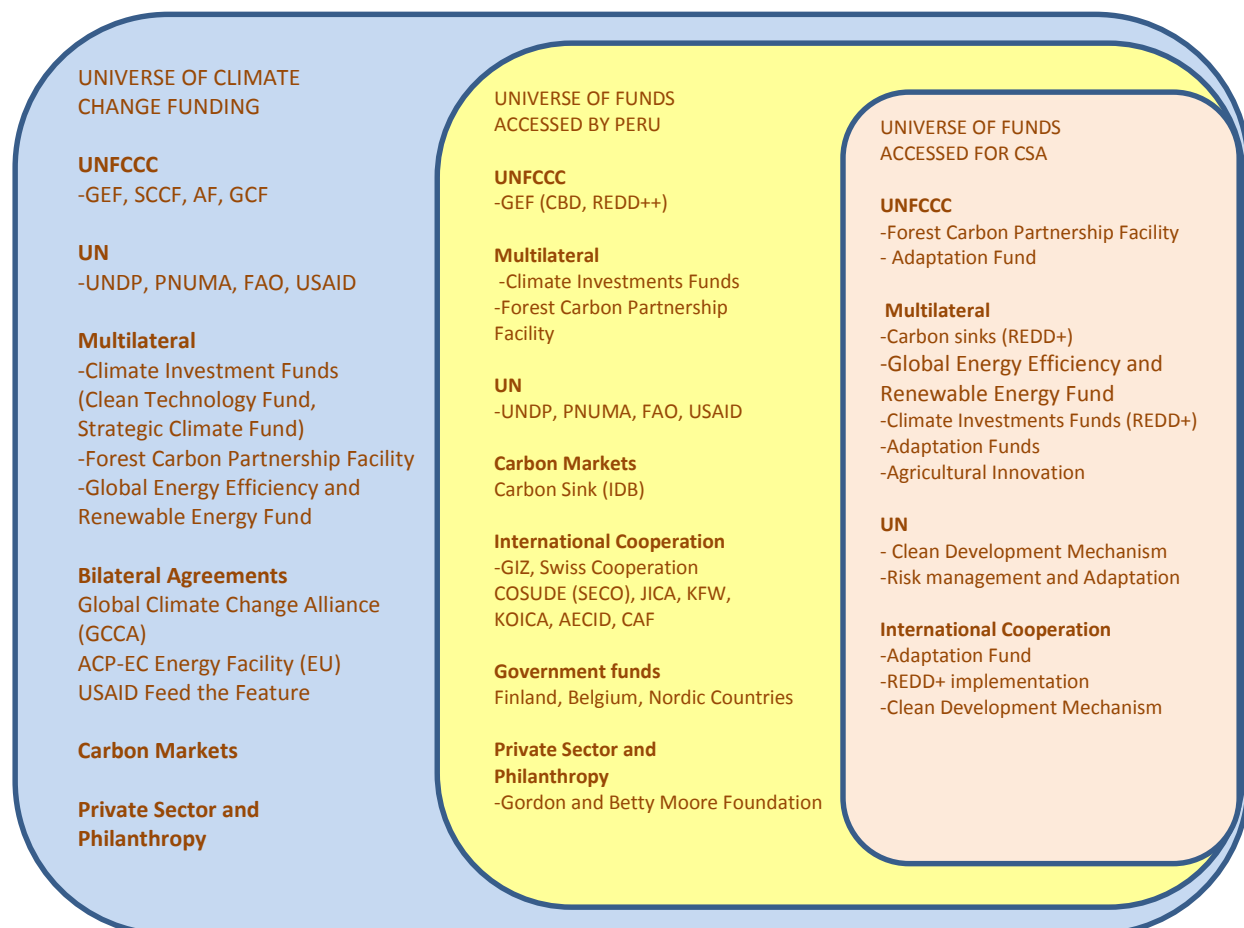 UNIVERSE OF CLIMATE
CHANGE FUNDING
UNFCCC
-GEF, SCCF, AF, GCF
UN
-UNDP, PNUMA, FAO, USAID
Multilateral
-Climate Investment Funds
(Clean Technology Fund,
Strategic Climate Fund)
-Forest Carbon Partnership Facility
-Global Energy Efficiency and
Renewable Energy Fund
Bilateral Agreements
Global Climate Change Alliance
(GCCA)
ACP-EC Energy Facility (EU)
USAID Feed the Feature
Carbon Markets
Private Sector and
Philanthropy
UNIVERSE OF FUNDS
ACCESSED BY PERU
UNFCCC
-GEF (CBD, REDD++)
Multilateral
-Climate Investments Funds
-Forest Carbon Partnership
Facility
UN
-UNDP, PNUMA, FAO, USAID
Carbon Markets
Carbon Sink (IDB)
International Cooperation
-GIZ, Swiss Cooperation
COSUDE (SECO), JICA, KFW,
KOICA, AECID, CAF
Government funds
Finland, Belgium, Nordic Countries
Private Sector and
Philanthropy
-Gordon and Betty Moore Foundation
UNIVERSE OF FUNDS
ACCESSED FOR CSA
UNFCCC
-Forest Carbon Partnership Facility
- Adaptation Fund
Multilateral
-Carbon sinks (REDD+)
-Global Energy Efficiency and
Renewable Energy Fund
-Climate Investments Funds (REDD+)
-Adaptation Funds
-Agricultural Innovation
UN
- Clean Development Mechanism
-Risk management and Adaptation
International Cooperation
-Adaptation Fund
-REDD+ implementation
-Clean Development Mechanism